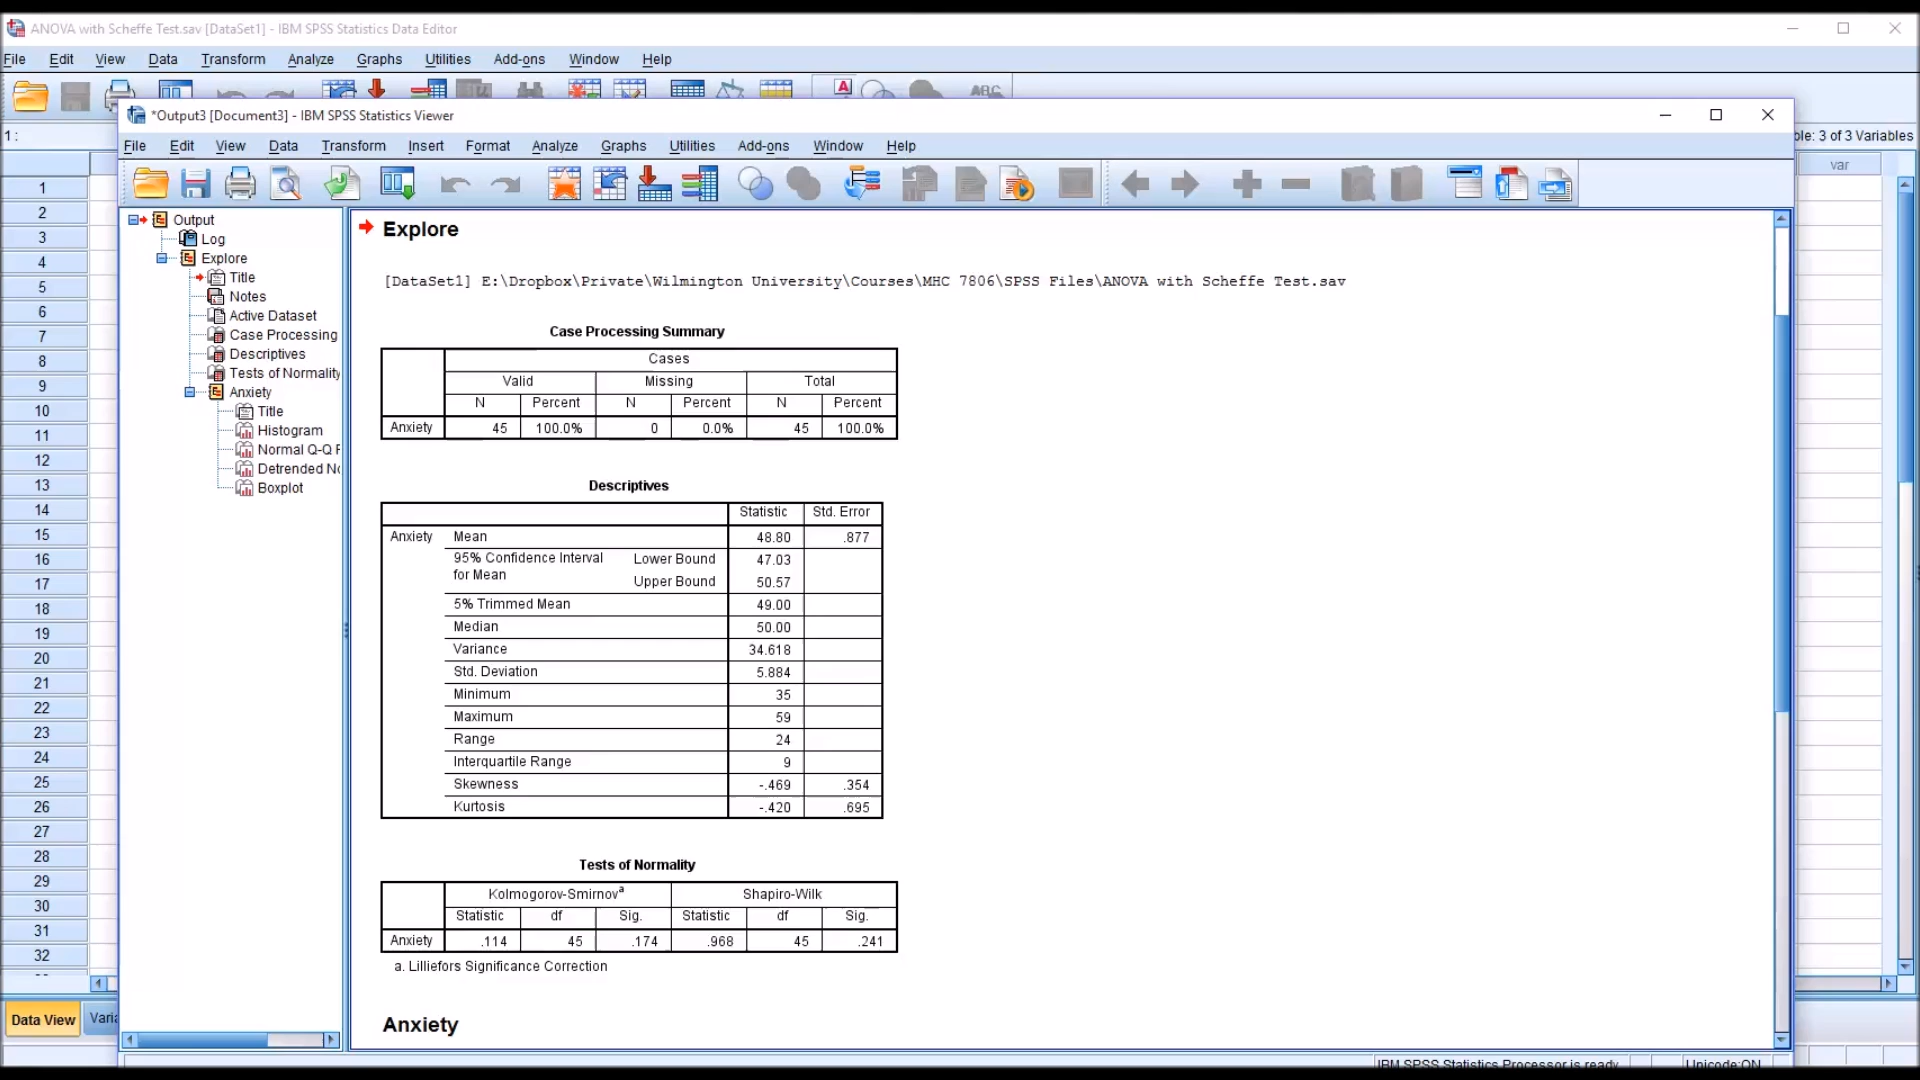 ANOVA with Scheffe Test.sav [DataSet1] - IBM SPSS Statistics Data Editor
File Edit View Data Transform Analyze Graphs Utilities Add-ons Window Help
*Output3 [Document3] - IBM SPSS Statistics Viewer
1 :
ble: 3 of 3 Variables
File Edit View Data Transform Insert Format Analyze Graphs Utilities Add-ons Window Help
var
1
2
3
4
5
6
7
8
9
10
11
12
13
14
15
16
17
18
19
20
21
22
23
24
25
26
27
28
29
30
31
32
Data View
Output
Log
Explore
Title
Notes
Active Dataset
Case Processing
Descriptives
Tests of Normality
Anxiety
Title
Histogram
Normal Q-Q
Detrended
Boxplot
Explore
[DataSet1] E:\Dropbox\Private\Wilmington University\Courses\MHC 7806\SPSS Files\ANOVA with Scheffe Test.sav
Case Processing Summary
Cases
Valid Missing Total
N Percent N Percent N Percent
Anxiety 45 100.0% 0 0.0% 45 100.0%
Descriptives
Statistic Std. Error
Anxiety Mean 48.80 .877
95% Confidence Interval for Mean Lower Bound 47.03
Upper Bound 50.57
5% Trimmed Mean 49.00
Median 50.00
Variance 34.618
Std. Deviation 5.884
Minimum 35
Maximum 59
Range 24
Interquartile Range 9
Skewness -.469 .354
Kurtosis -.420 .695
Tests of Normality
Kolmogorov-Smirnov<sup>a</sup> Shapiro-Wilk
Statistic df Sig. Statistic df Sig.
Anxiety .114 45 .174 .968 45 .241
a. Lilliefors Significance Correction
Anxiety
IBM SPSS Statistics Processor is ready Unicode:ON